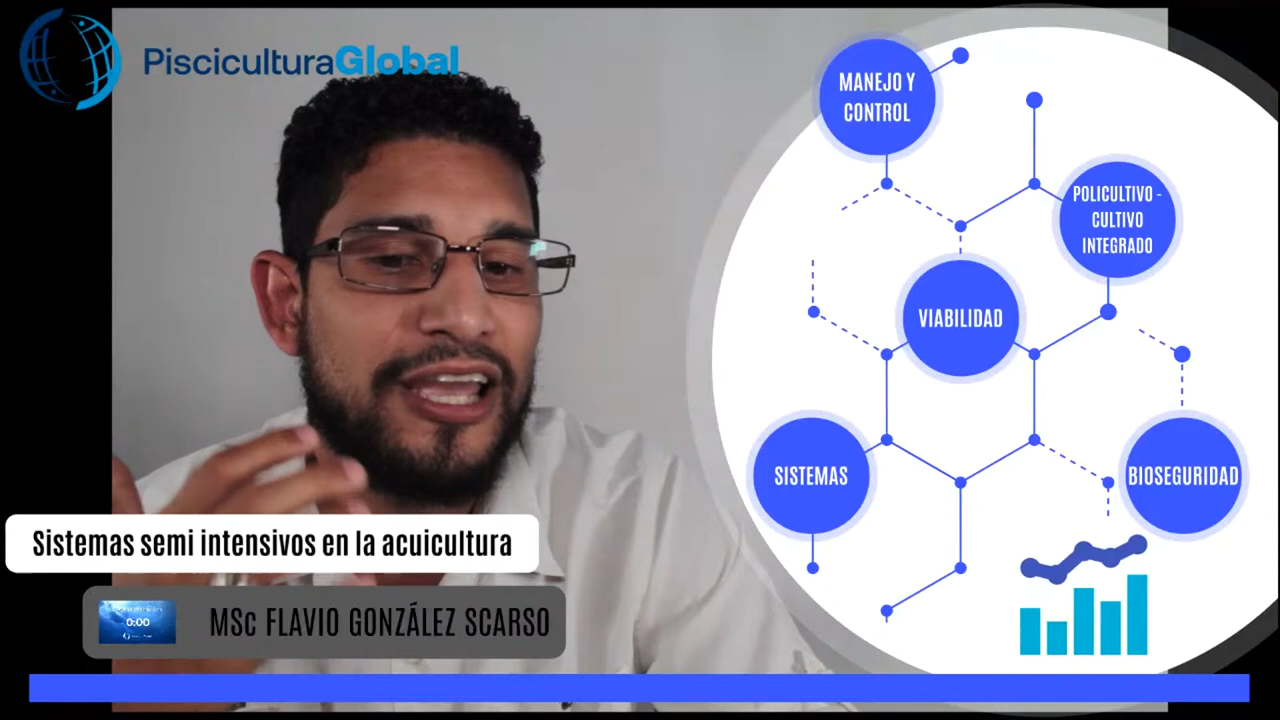 PisciculturaGlobal
MANEJO Y
CONTROL
POLICULTIVO -
CULTIVO
INTEGRADO
VIABILIDAD
SISTEMAS
BIOSEGURIDAD
Sistemas semi intensivos en la acuicultura
0:00
MSc FLAVIO GONZÁLEZ SCARSO